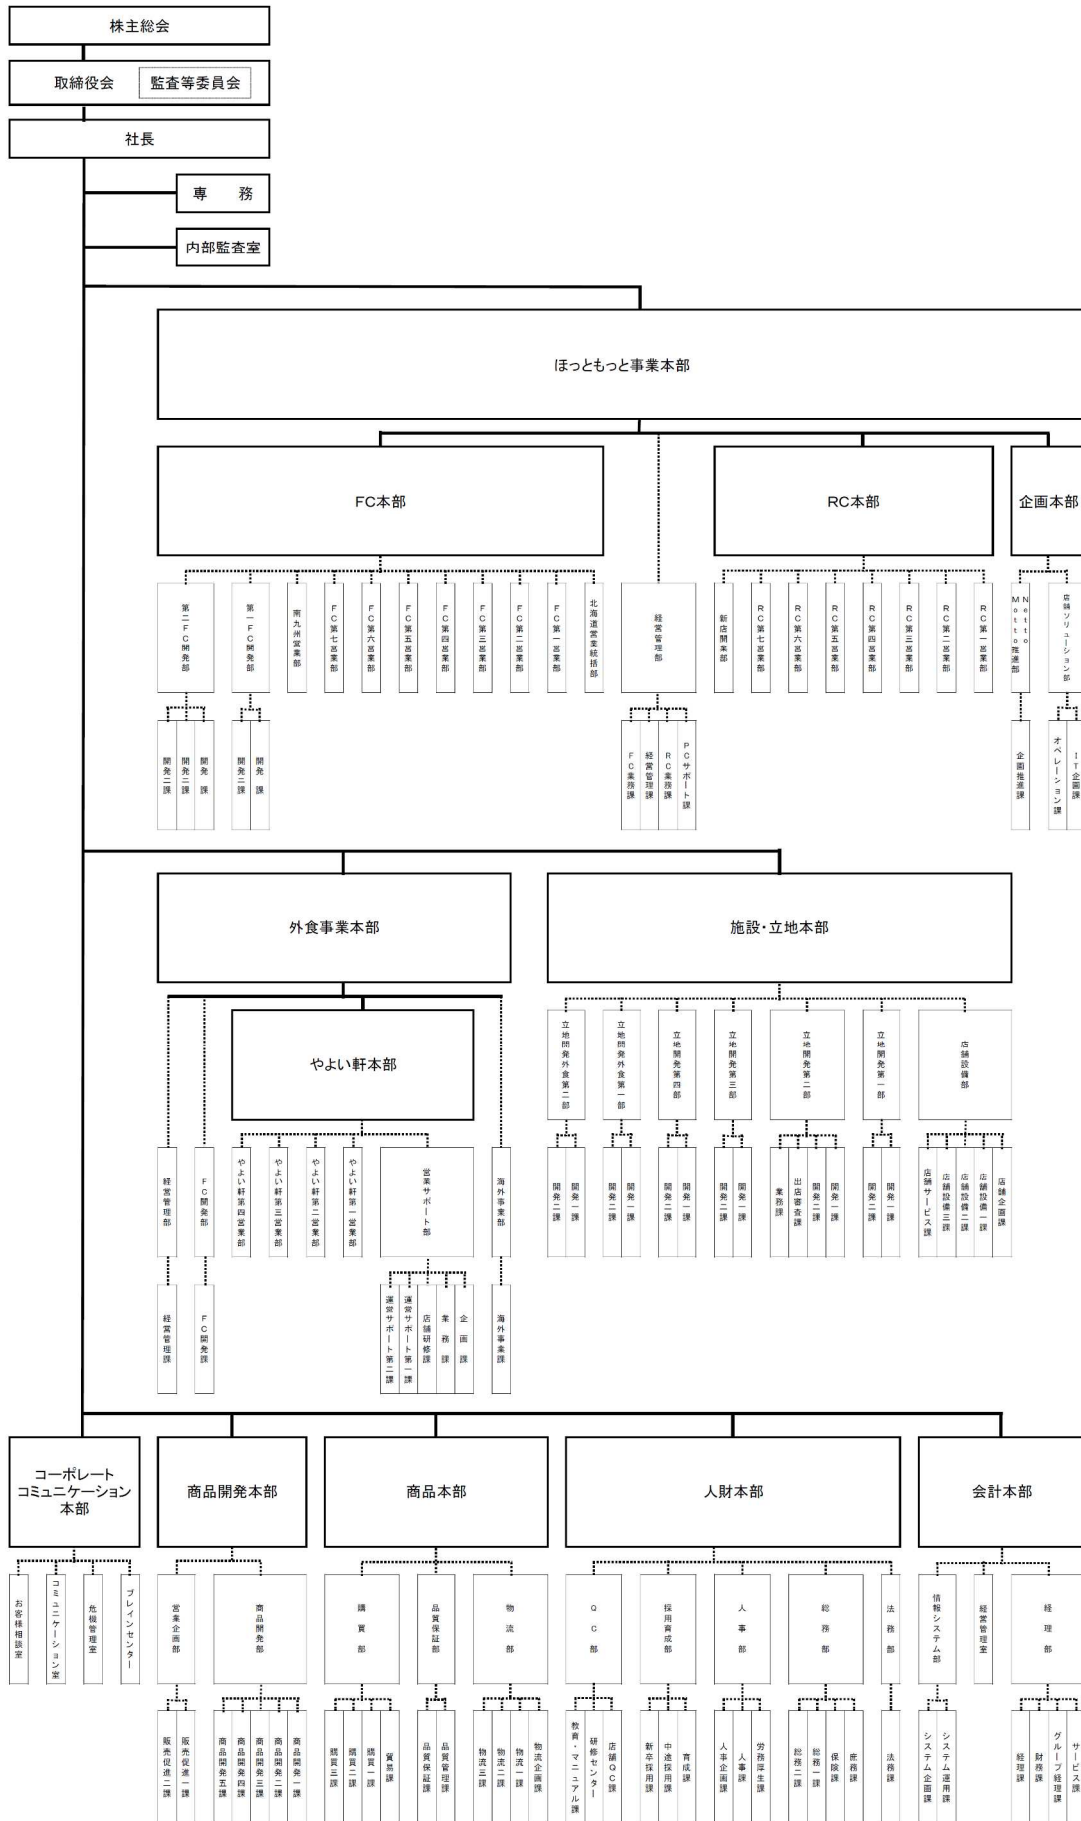 株主総会
取締役会
監査等委員会
社長
専　務
内部監査室
ほっともっと事業本部
FC本部
RC本部
企画本部
第二FC開発部
第一FC開発部
南九州営業部
FC第七営業部
FC第六営業部
FC第五営業部
FC第四営業部
FC第三営業部
FC第二営業部
FC第一営業部
北海道営業統括部
経営管理部
新店開業部
RC第七営業部
RC第六営業部
RC第五営業部
RC第四営業部
RC第三営業部
RC第二営業部
RC第一営業部
Netto
Motto推進部
店舗ソリューション部
開発二課
開発二課
開発　課
開発二課
開発　課
FC業務課
経営管理課
RC業務課
PCサポート課
企画推進課
オペレーション課
IT企画課
外食事業本部
施設・立地本部
やよい軒本部
立地開発外食第二部
立地開発外食第一部
立地開発第四部
立地開発第三部
立地開発第二部
立地開発第一部
店舗設備部
経営管理部
FC開発部
やよい軒第四営業部
やよい軒第三営業部
やよい軒第二営業部
やよい軒第一営業部
営業サポート部
海外事業部
開発二課
開発一課
開発二課
開発一課
開発二課
開発一課
開発二課
開発一課
業務課
出店審査課
開発二課
開発一課
開発二課
開発一課
店舗サービス課
店舗設備三課
店舗設備二課
店舗設備一課
店舗企画課
経営管理課
FC開発課
運営サポート第二課
運営サポート第一課
店舗研修課
業務課
企画課
海外事業課
コーポレート
コミュニケーション
本部
商品開発本部
商品本部
人財本部
会計本部
お客様相談室
コミュニケーション室
危機管理室
ブレインセンター
営業企画部
商品開発部
購買部
品質保証部
物流部
QC部
採用育成部
人事部
総務部
法務部
情報システム部
経営管理室
経理部
販売促進二課
販売促進一課
商品開発五課
商品開発四課
商品開発三課
商品開発二課
商品開発一課
購買三課
購買二課
購買一課
貿易課
品質保証課
品質管理課
物流三課
物流二課
物流一課
物流企画課
教育・マニュアル課
研修センター
店舗QC課
新卒採用課
中途採用課
育成課
人事企画課
人事課
労務厚生課
総務二課
総務一課
保険課
庶務課
法務課
システム企画課
システム運用課
経理課
財務課
グループ経理課
サービス課